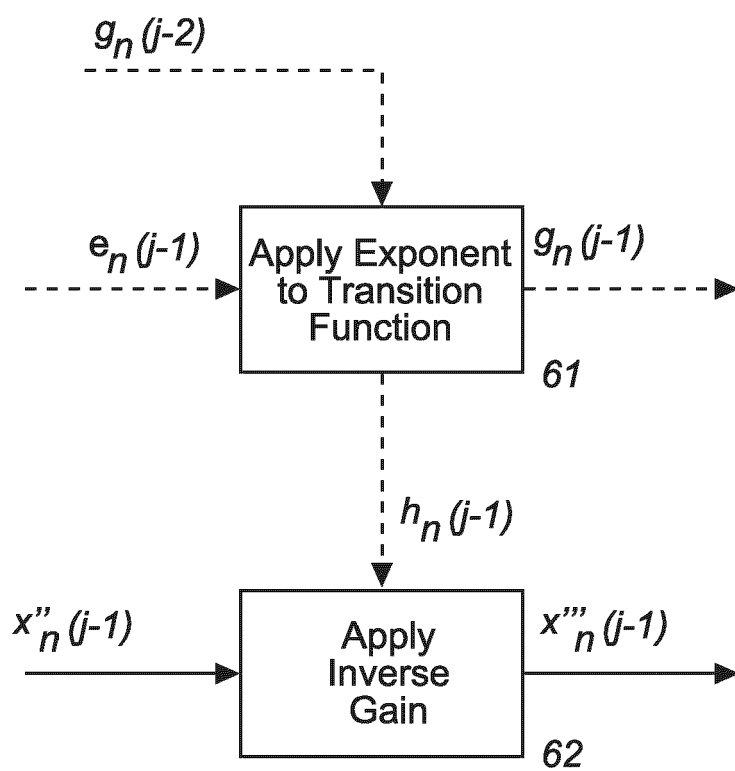 gn (j-2)
en (j-1)
Apply Exponent
to Transition
Function
gn (j-1)
61
hn (j-1)
x''n (j-1)
Apply
Inverse
Gain
x'''n (j-1)
62